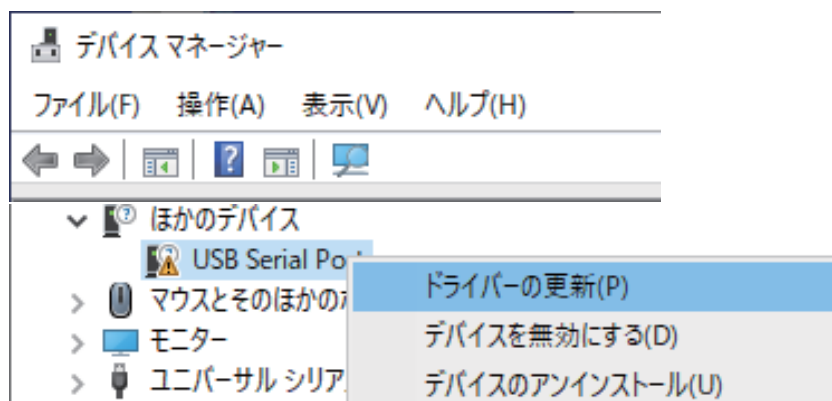 デバイス マネージャー
ファイル(F) 操作(A) 表示(V) ヘルプ(H)
ほかのデバイス
USB Serial
ドライバーの更新(P)
マウスとそのほかの
デバイスを無効にする(D)
モニター
ユニバーサル シリア
デバイスのアンインストール(U)